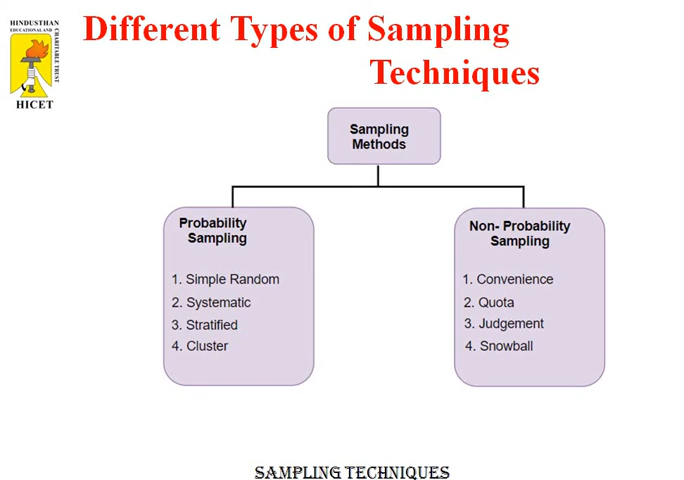 HINDUSTHAN
EDUCATIONAL AND
CHARITABLE TRUST
HICET
Different Types of Sampling
Techniques
Sampling
Methods
Probability
Sampling
1. Simple Random
2. Systematic
3. Stratified
4. Cluster
Non- Probability
Sampling
1. Convenience
2. Quota
3. Judgement
4. Snowball
SAMPLING TECHNIQUES